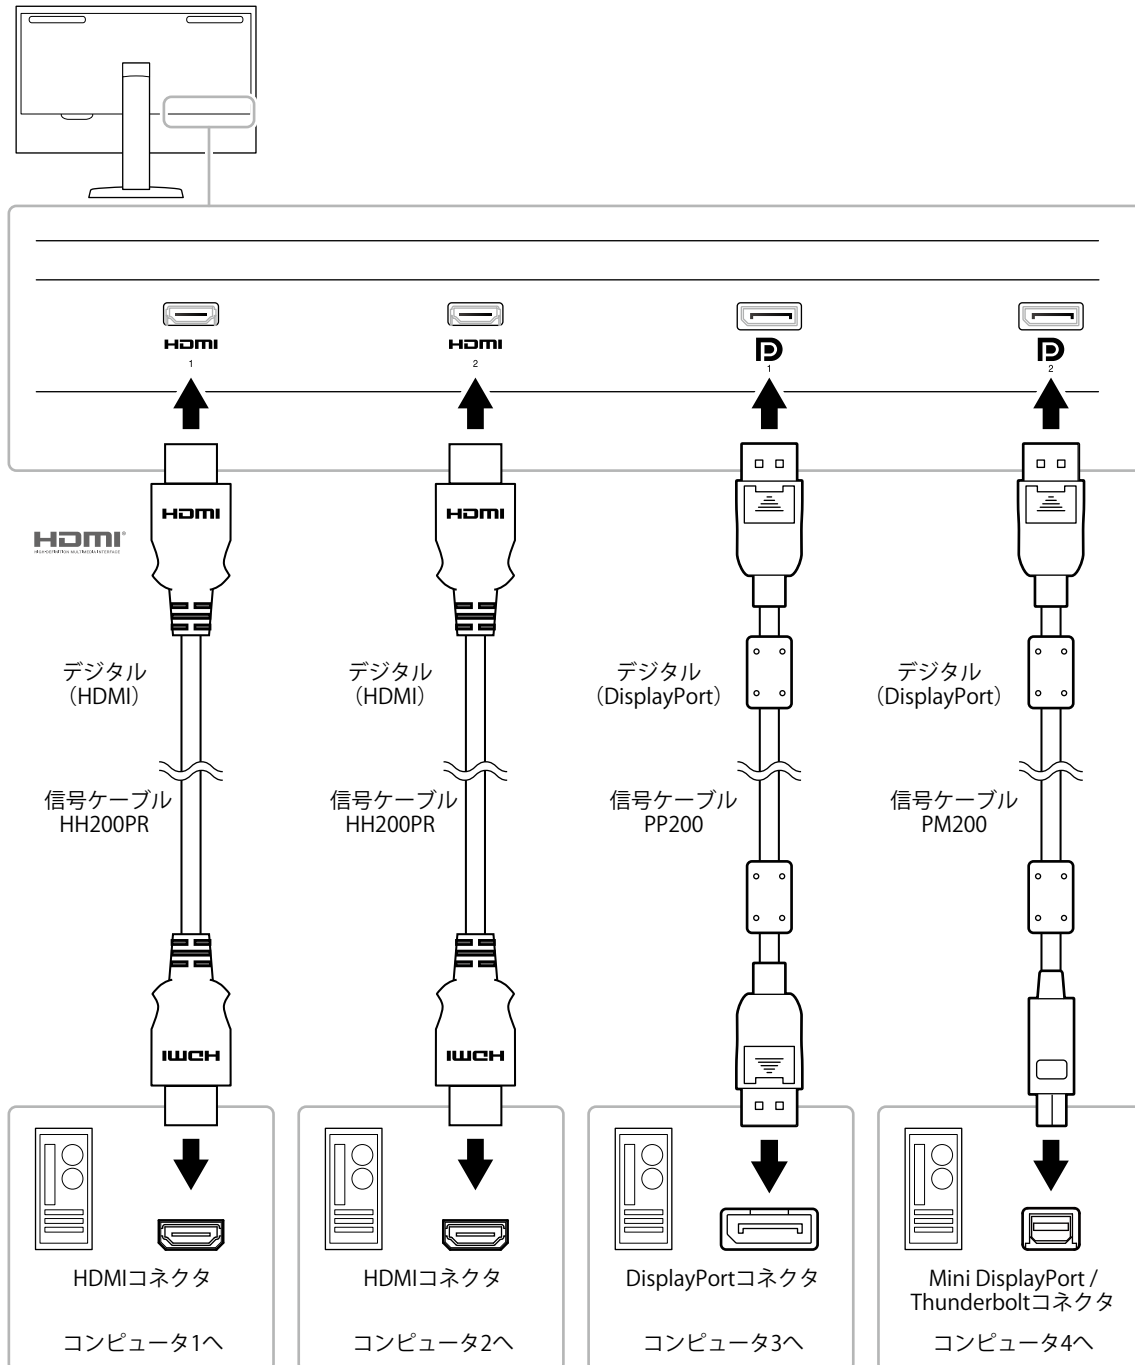 HDMI
1
HDMI
2
D
1
D
2
HDMI
HDMI
HDMI®
HIGH-DEFINITION MULTIMEDIA INTERFACE
デジタル
（HDMI）
デジタル
（HDMI）
デジタル
（DisplayPort）
デジタル
（DisplayPort）
信号ケーブル
HH200PR
信号ケーブル
HH200PR
信号ケーブル
PP200
信号ケーブル
PM200
HDMI
HDMI
HDMIコネクタ
HDMIコネクタ
DisplayPortコネクタ
Mini DisplayPort /
Thunderboltコネクタ
コンピュータ1へ
コンピュータ2へ
コンピュータ3へ
コンピュータ4へ